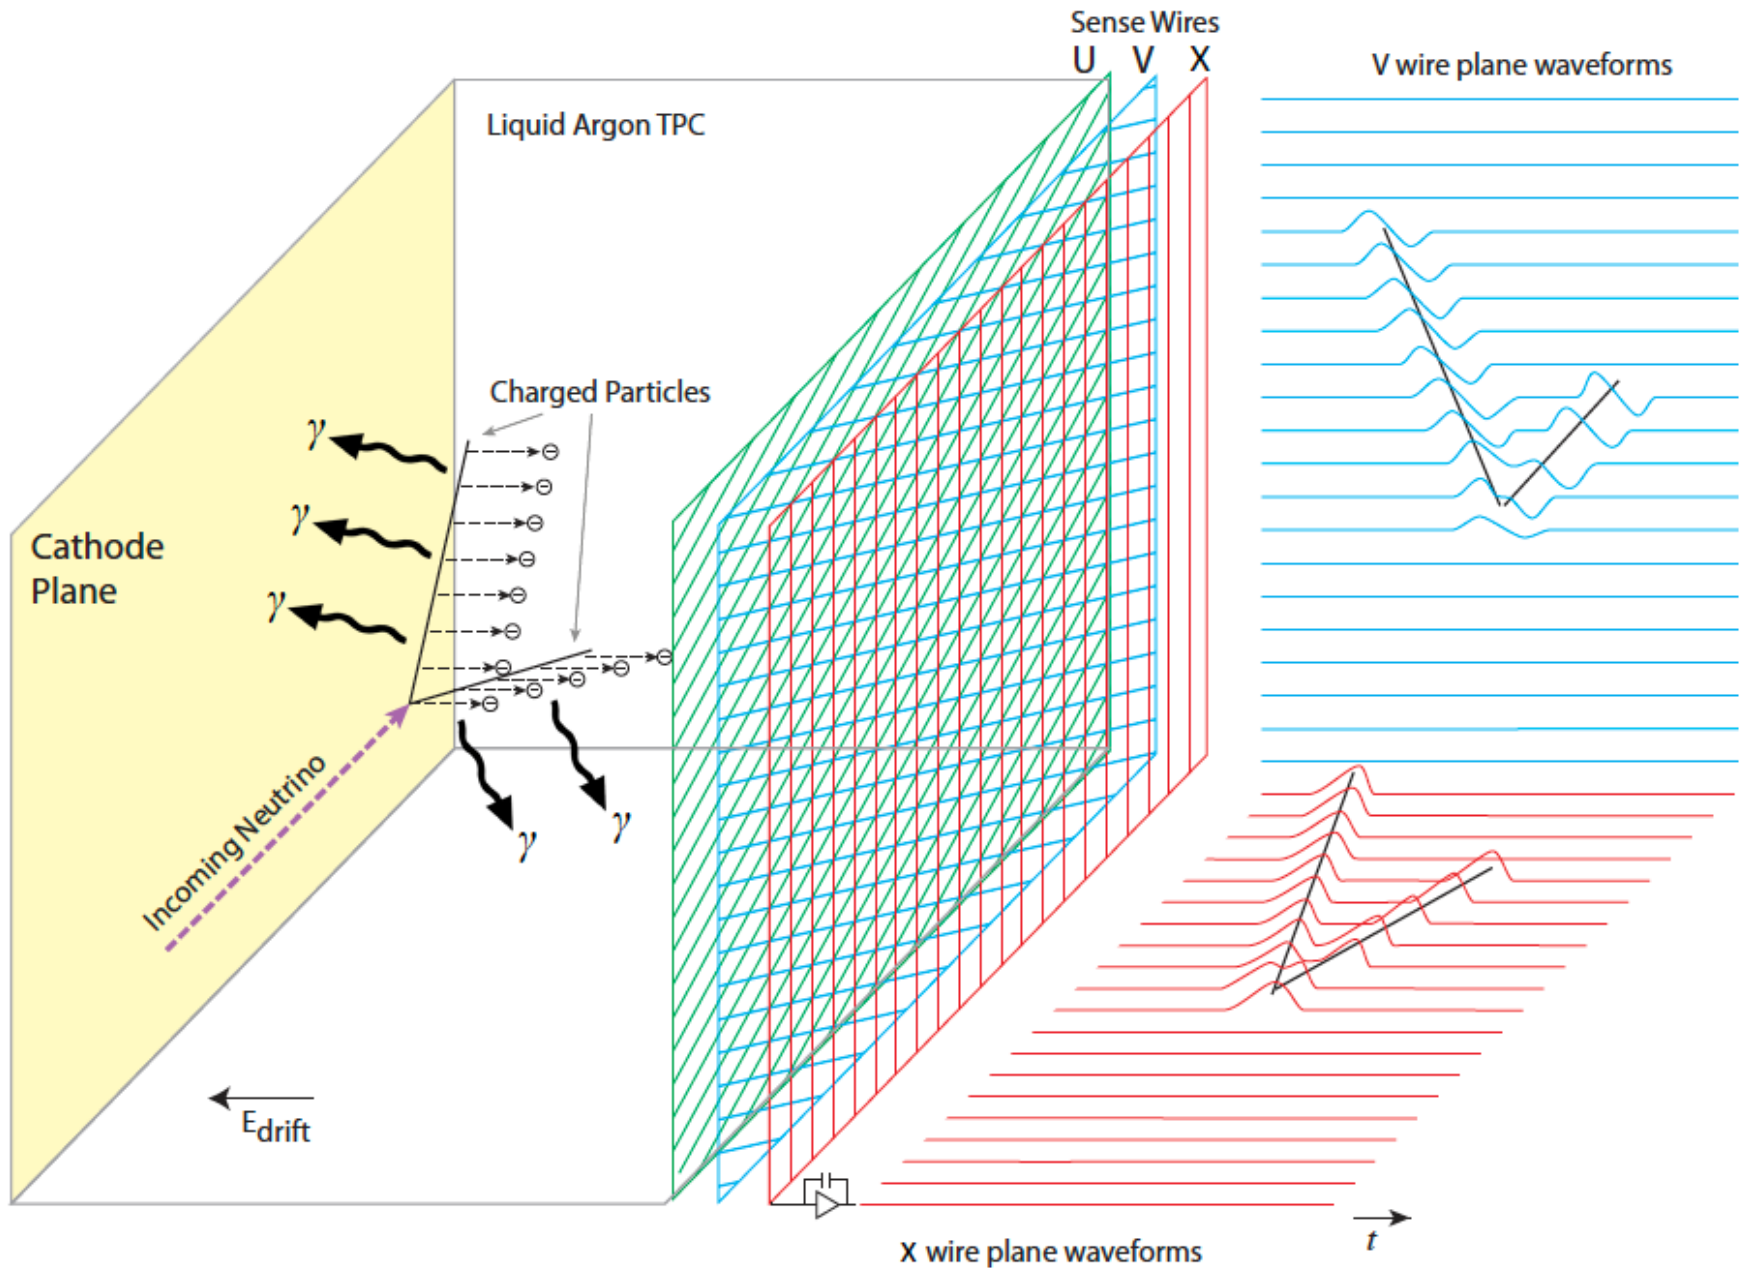 Sense Wires
U V X
V wire plane waveforms
Liquid Argon TPC
Charged Particles
γ
γ
γ
Cathode
Plane
γ
γ
Incoming Neutrino
Edrift
t
X wire plane waveforms